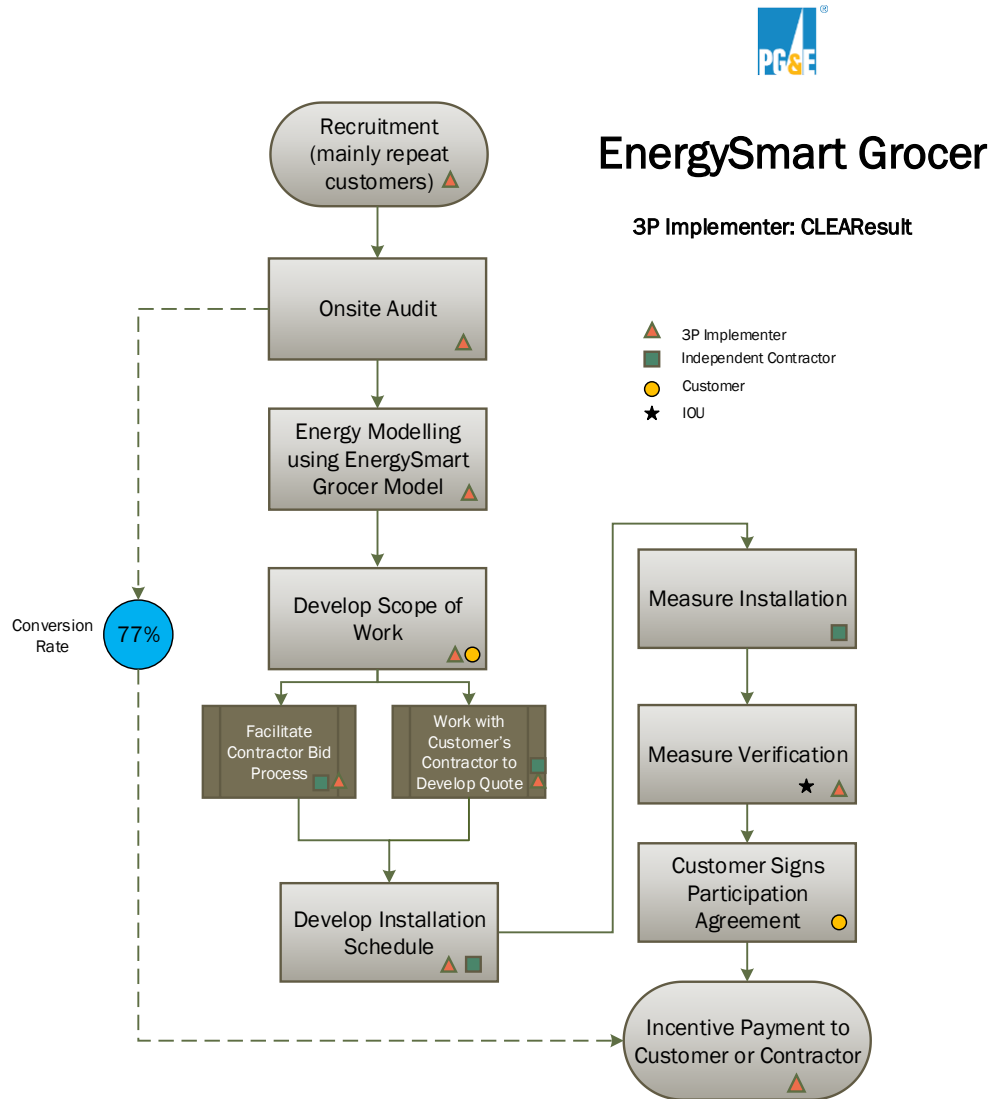 PG&E
®
EnergySmart Grocer
3P Implementer: CLEAResult
3P Implementer
Independent Contractor
Customer
IOU
Recruitment
(mainly repeat
customers)
Onsite Audit
Energy Modelling
using EnergySmart
Grocer Model
Develop Scope of
Work
Conversion
Rate
77%
Facilitate
Contractor Bid
Process
Work with
Customer’s
Contractor to
Develop Quote
Develop Installation
Schedule
Measure Installation
Measure Verification
Customer Signs
Participation
Agreement
Incentive Payment to
Customer or Contractor